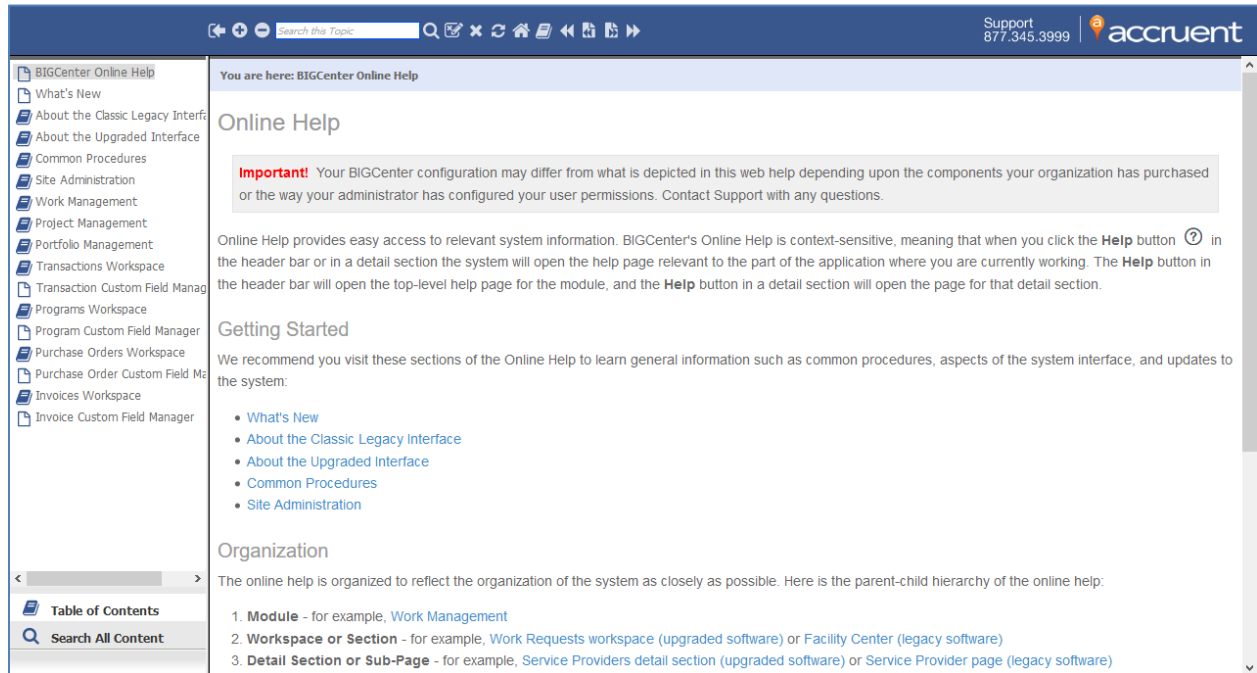 Search this Topic
Support
877.345.3999
accruent
BIGCenter Online Help
What's New
About the Classic Legacy Interfa
About the Upgraded Interface
Common Procedures
Site Administration
Work Management
Project Management
Portfolio Management
Transactions Workspace
Transaction Custom Field Manag
Programs Workspace
Program Custom Field Manager
Purchase Orders Workspace
Purchase Order Custom Field Ma
Invoices Workspace
Invoice Custom Field Manager
Table of Contents
Search All Content
You are here: BIGCenter Online Help
Online Help
Important! Your BIGCenter configuration may differ from what is depicted in this web help depending upon the components your organization has purchased
or the way your administrator has configured your user permissions. Contact Support with any questions.
Online Help provides easy access to relevant system information. BIGCenter's Online Help is context-sensitive, meaning that when you click the Help button ? in
the header bar or in a detail section the system will open the help page relevant to the part of the application where you are currently working. The Help button in
the header bar will open the top-level help page for the module, and the Help button in a detail section will open the page for that detail section.
Getting Started
We recommend you visit these sections of the Online Help to learn general information such as common procedures, aspects of the system interface, and updates to
the system:
• What's New
• About the Classic Legacy Interface
• About the Upgraded Interface
• Common Procedures
• Site Administration
Organization
The online help is organized to reflect the organization of the system as closely as possible. Here is the parent-child hierarchy of the online help:
1. Module - for example, Work Management
2. Workspace or Section - for example, Work Requests workspace (upgraded software) or Facility Center (legacy software)
3. Detail Section or Sub-Page - for example, Service Providers detail section (upgraded software) or Service Provider page (legacy software)